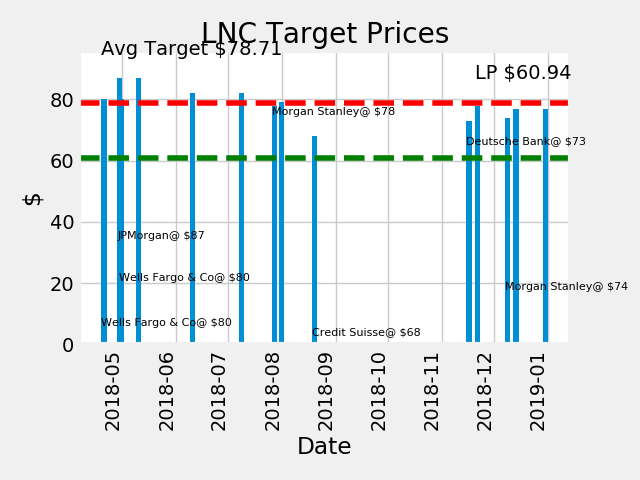 LNC Target Prices
Avg Target $78.71
LP $60.94
Morgan Stanley@ $78
Deutsche Bank@ $73
JPMorgan@ $87
Wells Fargo & Co@ $80
Morgan Stanley@ $74
Wells Fargo & Co@ $80
Credit Suisse@ $68
$
80
60
40
20
0
2018-05
2018-06
2018-07
2018-08
2018-09
2018-10
2018-11
2018-12
2019-01
Date